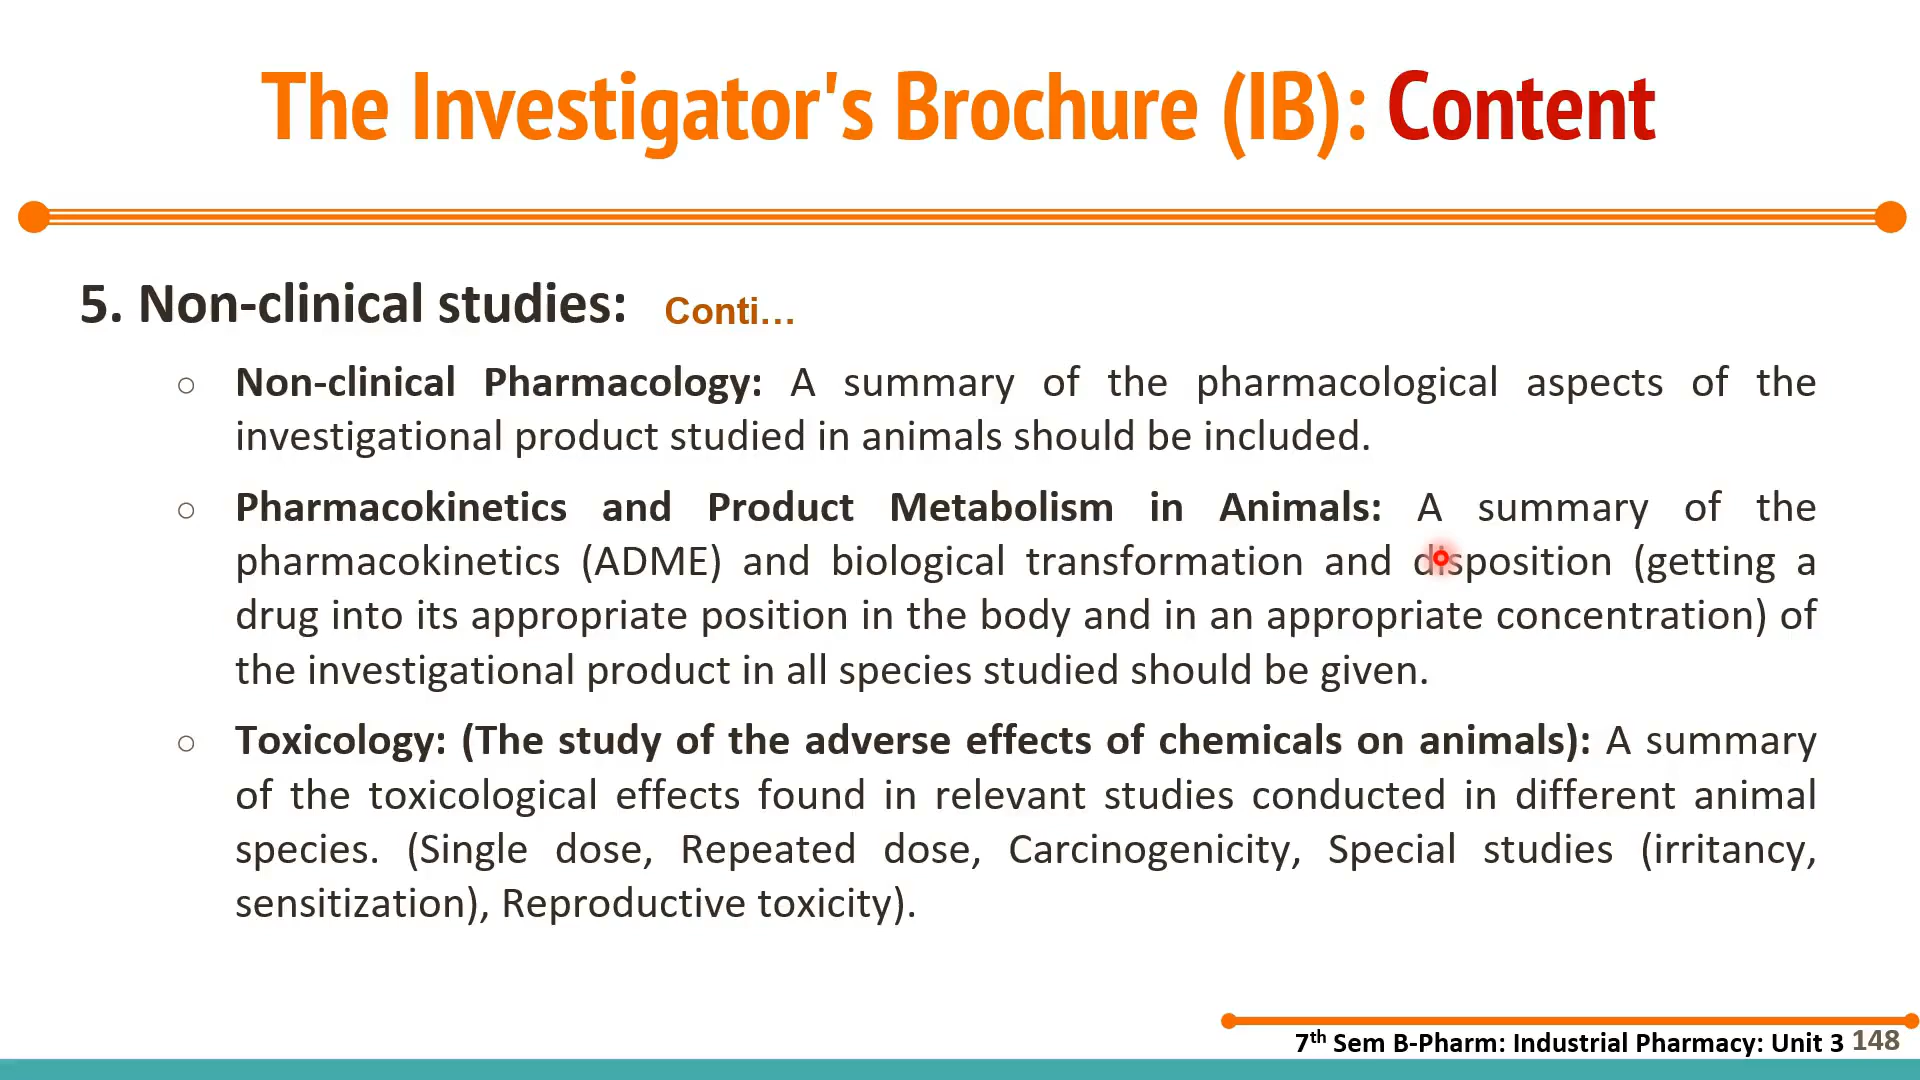 The Investigator's Brochure (IB): Content
5. Non-clinical studies: Conti...
○ Non-clinical Pharmacology: A summary of the pharmacological aspects of the
investigational product studied in animals should be included.
○ Pharmacokinetics and Product Metabolism in Animals: A summary of the
pharmacokinetics (ADME) and biological transformation and disposition (getting a
drug into its appropriate position in the body and in an appropriate concentration) of
the investigational product in all species studied should be given.
○ Toxicology: (The study of the adverse effects of chemicals on animals): A summary
of the toxicological effects found in relevant studies conducted in different animal
species. (Single dose, Repeated dose, Carcinogenicity, Special studies (irritancy,
sensitization), Reproductive toxicity).
7th Sem B-Pharm: Industrial Pharmacy: Unit 3 148